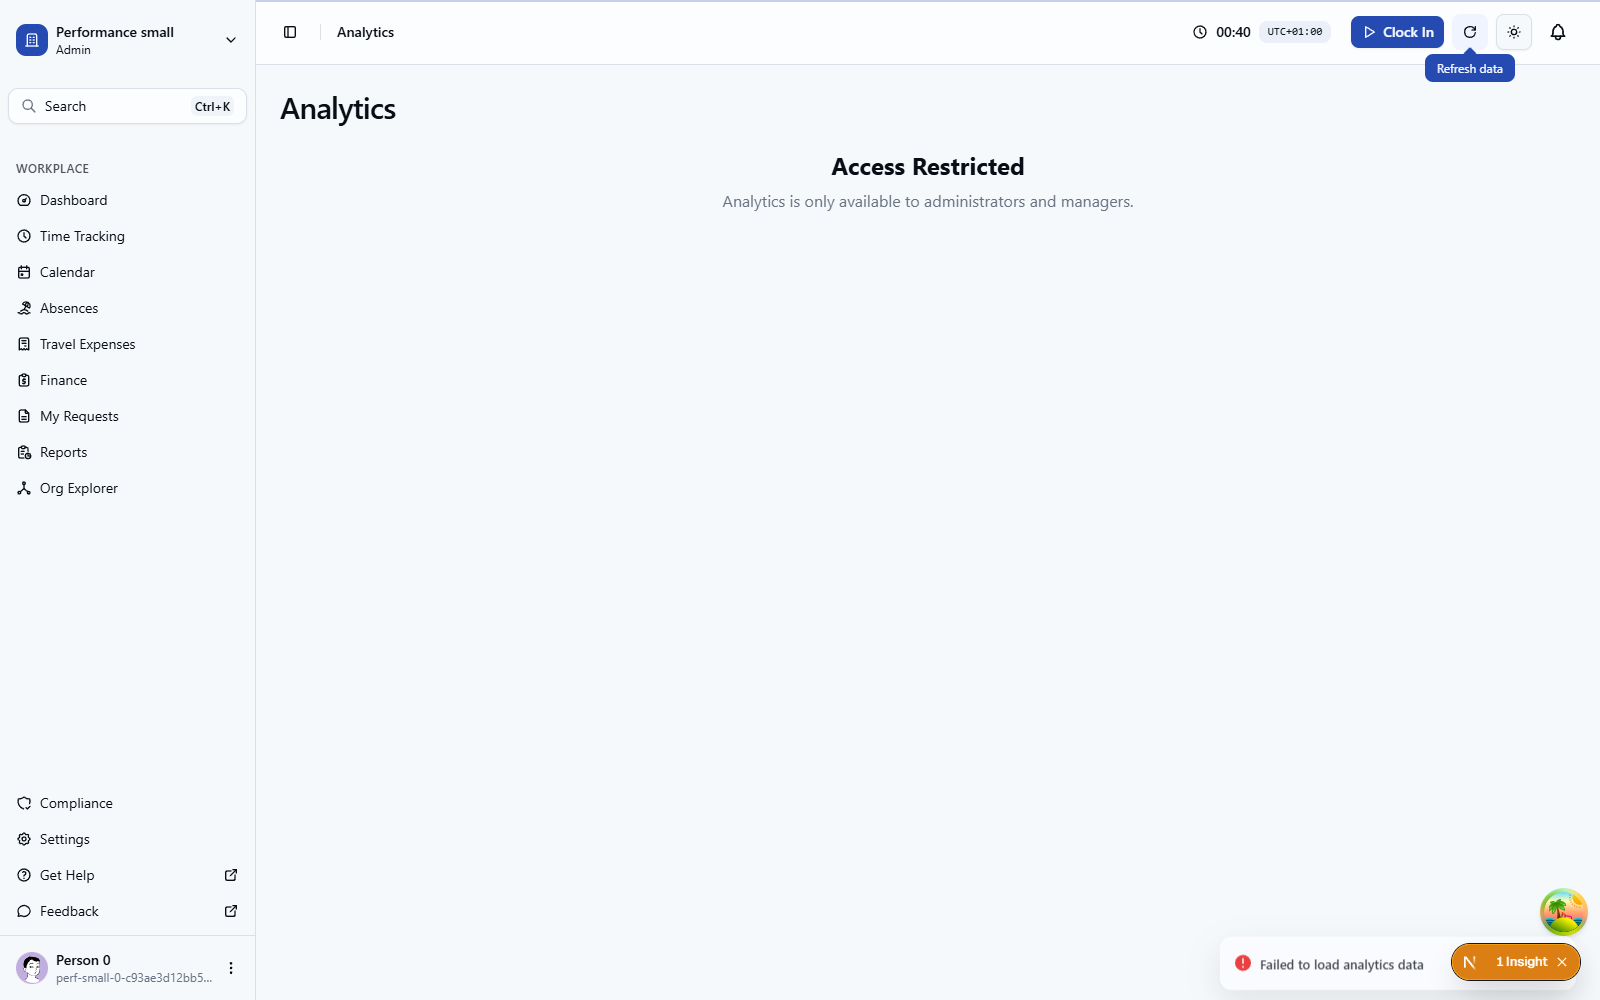 Performance small
Admin
Search
Ctrl+K
WORKPLACE
Dashboard
Time Tracking
Calendar
Absences
Travel Expenses
Finance
My Requests
Reports
Org Explorer
Compliance
Settings
Get Help
Feedback
Person 0
perf-small-0-c93ae3d12bb5...
Analytics
00:40
UTC+01:00
Clock In
Refresh data
Analytics
Access Restricted
Analytics is only available to administrators and managers.
Failed to load analytics data
1 Insight